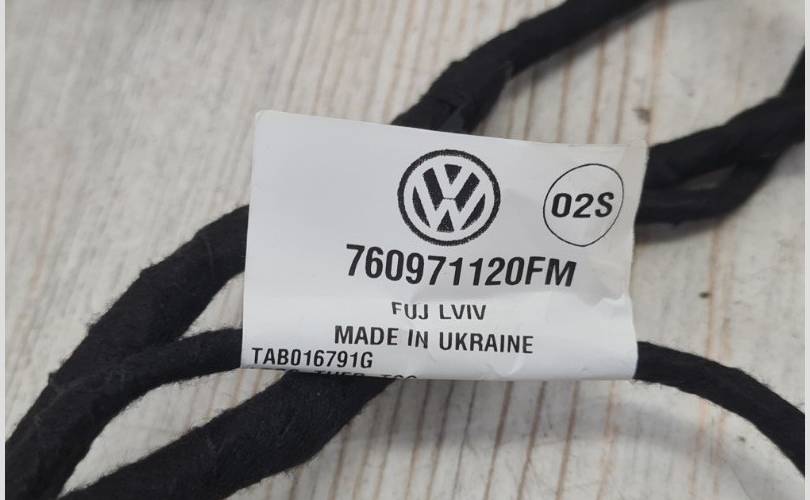 02S
760971120FM
FUJ LVIV
MADE IN UKRAINE
TAB016791G